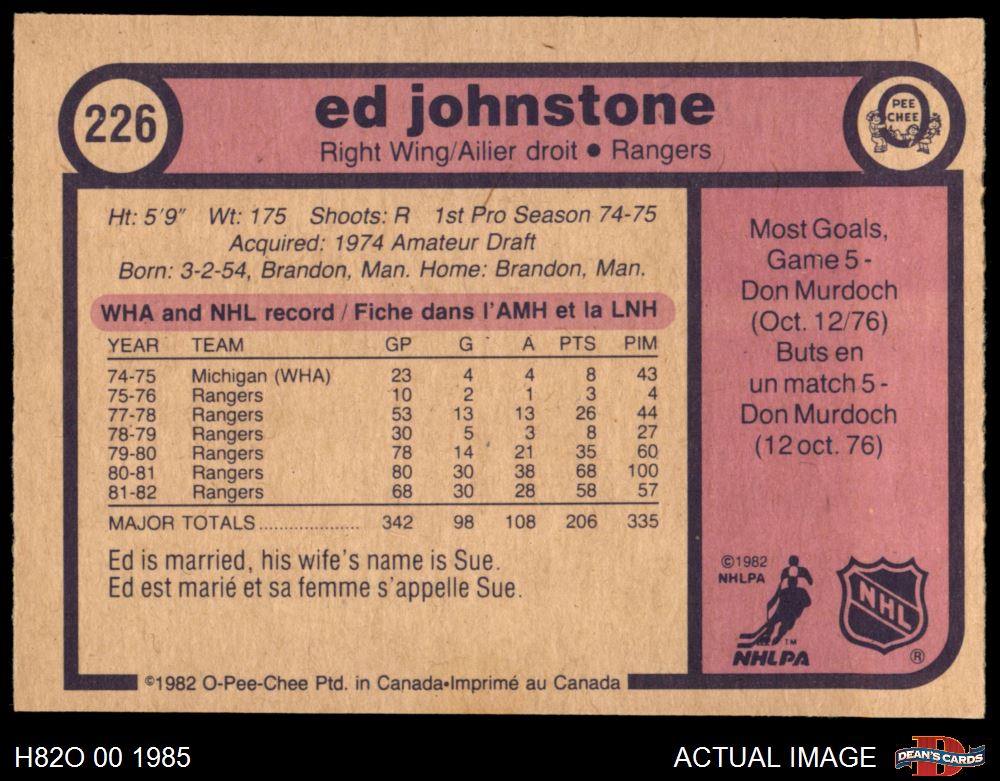 226
ed johnstone
Right Wing/Ailier droit ● Rangers
PEE
CHEE
Ht: 5'9" Wt: 175 Shoots: R 1st Pro Season 74-75
Acquired: 1974 Amateur Draft
Born: 3-2-54, Brandon, Man. Home: Brandon, Man.
WHA and NHL record / Fiche dans l'AMH et la LNH
YEAR TEAM GP G A PTS PIM
74-75 Michigan (WHA) 23 4 4 8 43
75-76 Rangers 10 2 1 3 4
77-78 Rangers 53 13 13 26 44
78-79 Rangers 30 5 3 8 27
79-80 Rangers 78 14 21 35 60
80-81 Rangers 80 30 38 68 100
81-82 Rangers 68 30 28 58 57
MAJOR TOTALS.................... 342 98 108 206 335
Ed is married, his wife's name is Sue.
Ed est marié et sa femme s'appelle Sue.
Most Goals,
Game 5 -
Don Murdoch
(Oct. 12/76)
Buts en
un match 5 -
Don Murdoch
(12 oct. 76)
©1982
NHLPA
TM
NHLPA
NHL
®
©1982 O-Pee-Chee Ptd. in Canada•Imprimé au Canada
H82O 00 1985
ACTUAL IMAGE
D
DEAN'S CARDS